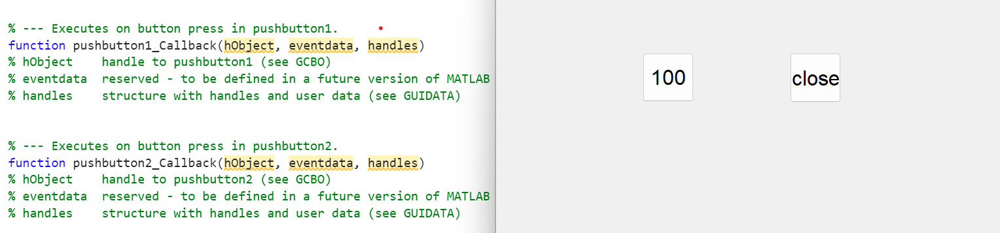 % --- Executes on button press in pushbutton1.
function pushbutton1_Callback(hObject, eventdata, handles)
% hObject    handle to pushbutton1 (see GCBO)
% eventdata  reserved - to be defined in a future version of MATLAB
% handles    structure with handles and user data (see GUIDATA)
% --- Executes on button press in pushbutton2.
function pushbutton2_Callback(hObject, eventdata, handles)
% hObject    handle to pushbutton2 (see GCBO)
% eventdata  reserved - to be defined in a future version of MATLAB
% handles    structure with handles and user data (see GUIDATA)
100
close